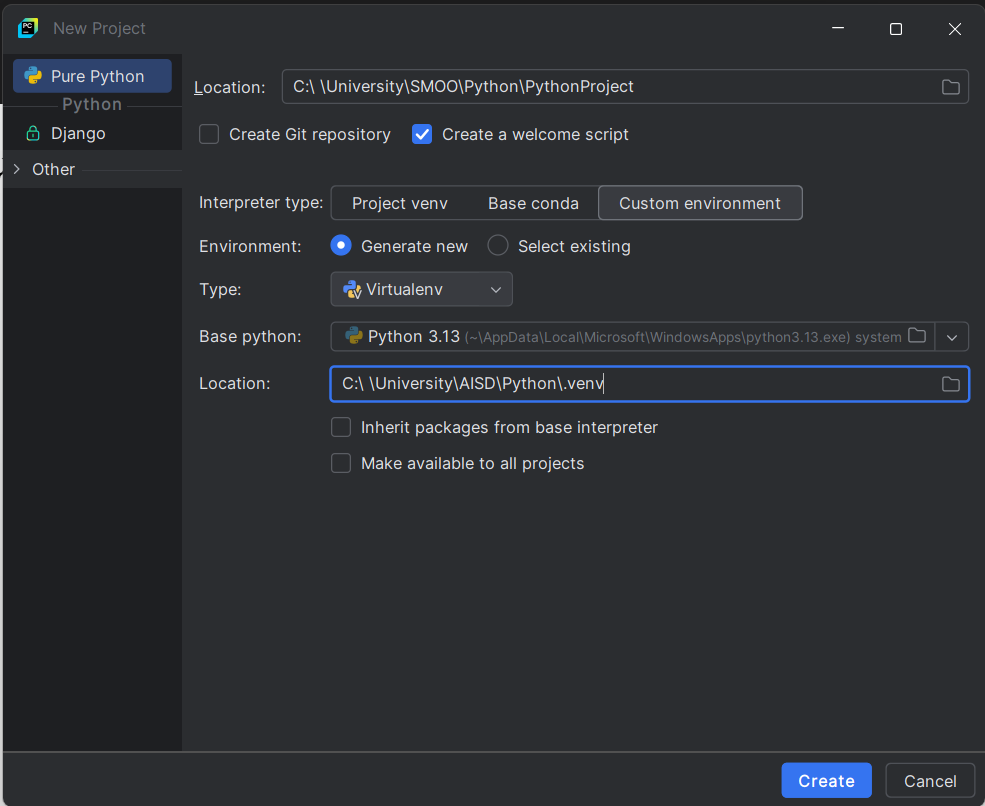 New Project
Pure Python
Python
Django
Other
Location: C:\ \University\SMOO\Python\PythonProject
Create Git repository Create a welcome script
Interpreter type: Project venv Base conda Custom environment
Environment: Generate new Select existing
Type: Virtualenv
Base python: Python 3.13 (~\AppData\Local\Microsoft\WindowsApps\python3.13.exe) system
Location: C:\ \University\AISD\Python\.venv
Inherit packages from base interpreter
Make available to all projects
Create Cancel